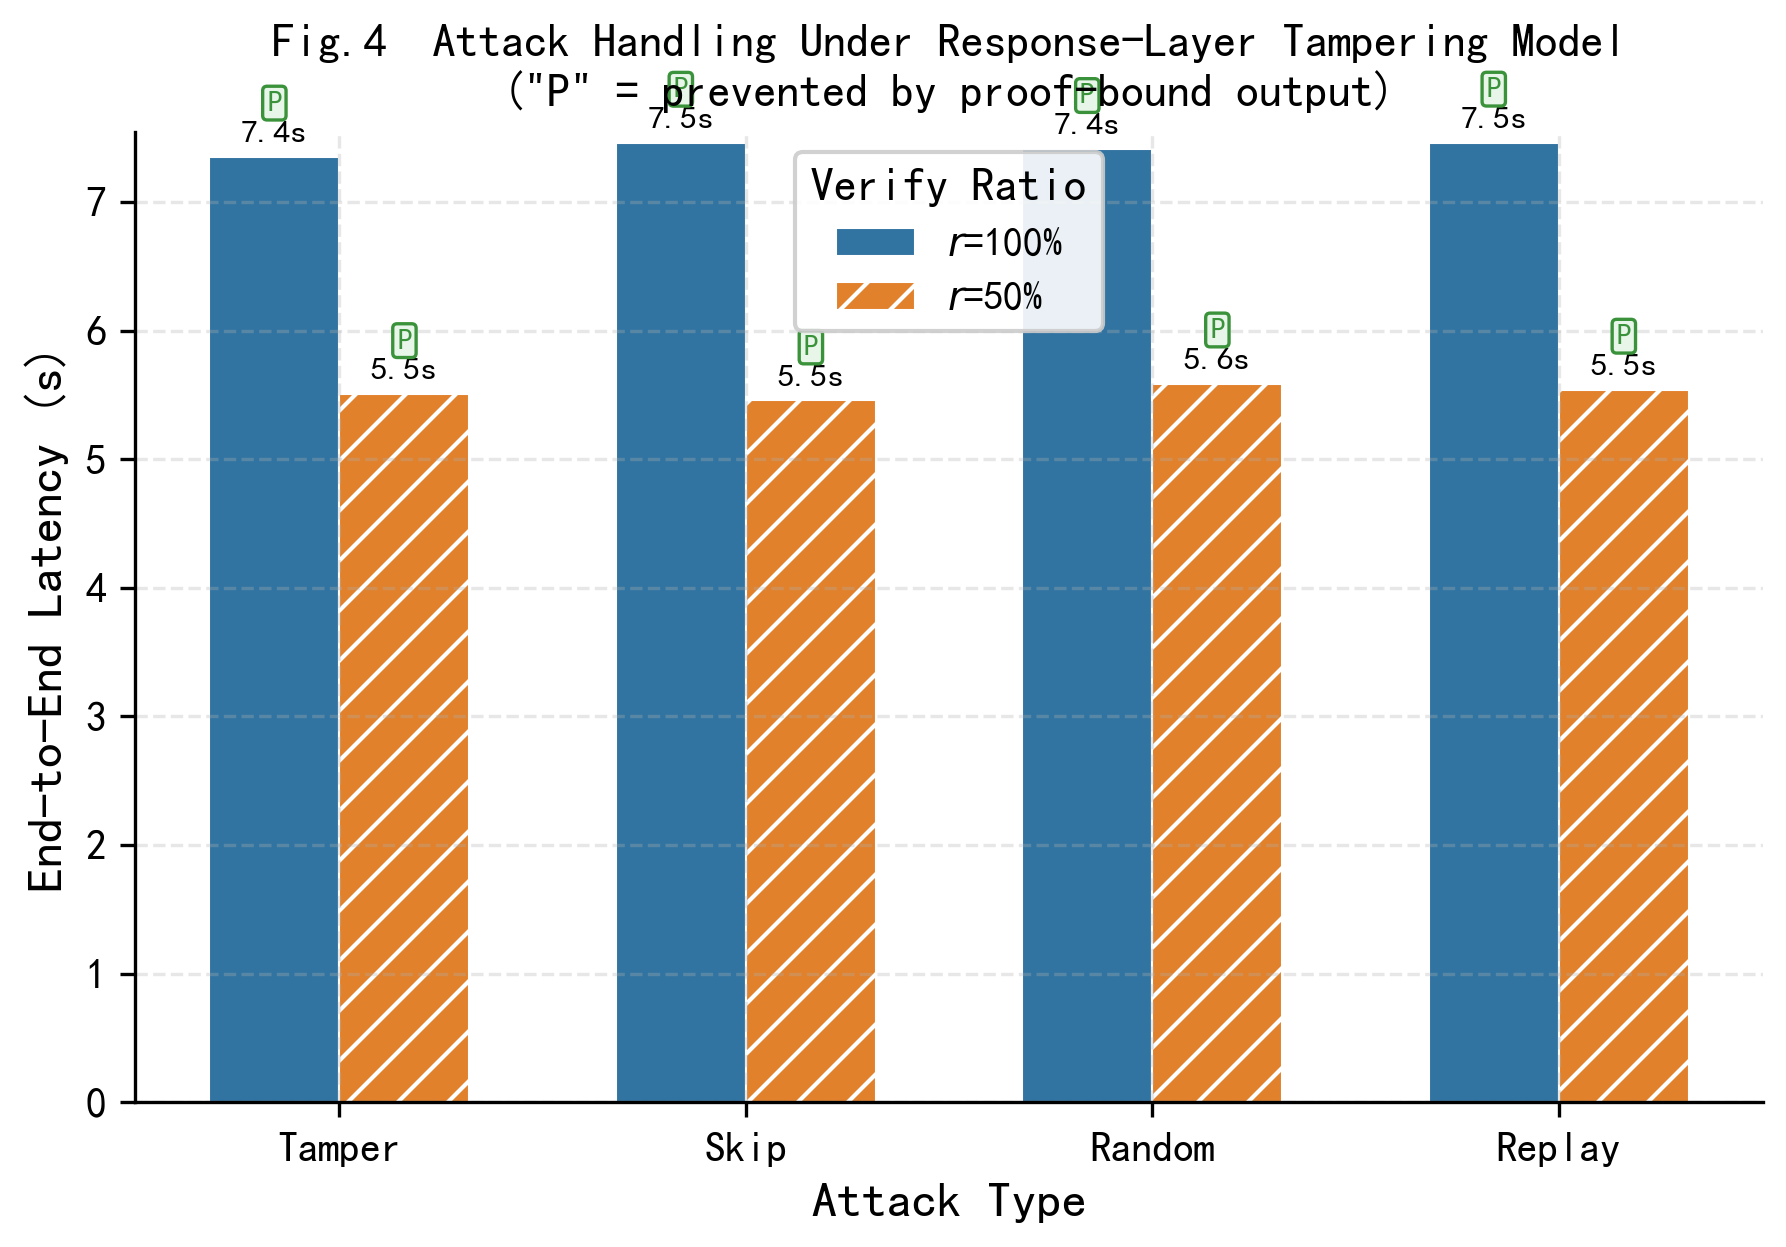 Fig.4  Attack Handling Under Response-Layer Tampering Model
("P" = prevented by proof-bound output)
P
P
P
P
7.4s
7.5s
7.4s
7.5s
Verify Ratio
r=100%
r=50%
P
P
P
P
5.5s
5.5s
5.6s
5.5s
End-to-End Latency (s)
7
6
5
4
3
2
1
0
Tamper
Skip
Random
Replay
Attack Type